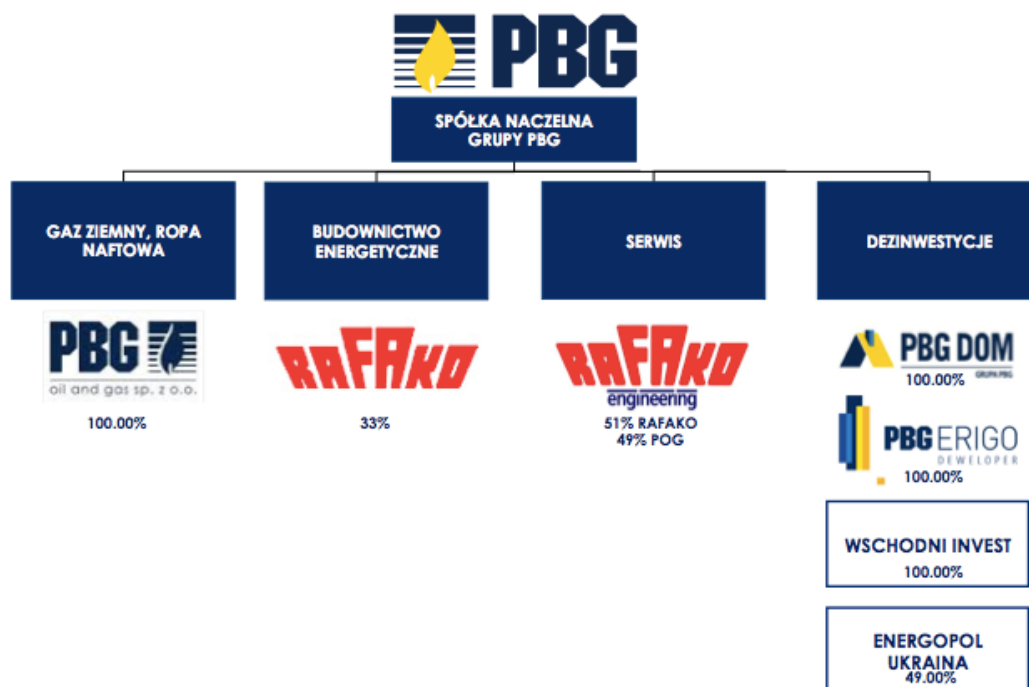 PBG
SPÓŁKA NACZELNA
GRUPY PBG
GAZ ZIEMNY, ROPA
NAFTOWA
BUDOWNICTWO
ENERGETYCZNE
SERWIS
DEZINWESTYCJE
PBG
oil and gas sp. z o.o.
100.00%
RAFAKO
33%
RAFAKO
engineering
51% RAFAKO
49% POG
PBG DOM
GRUPA PBG
100.00%
PBG ERIGO
DEWELOPER
100.00%
WSCHODNI INVEST
100.00%
ENERGOPOL
UKRAINA
49.00%